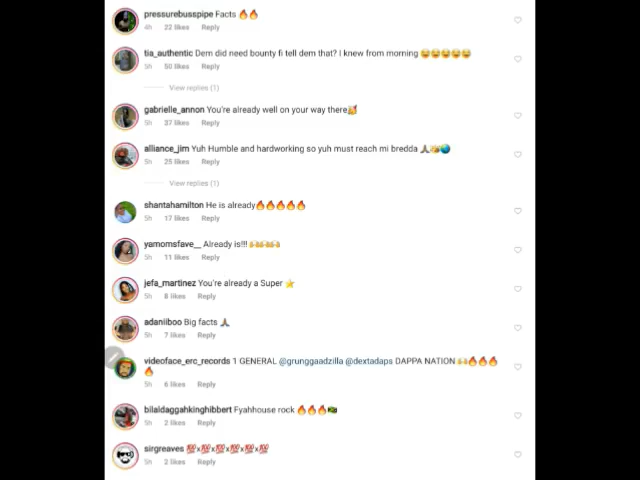 pressurebusspipe Facts 🔥🔥
4h 22 likes Reply
tia_authentic Dem did need bounty fi tell dem that? I knew from morning 😂😂😂😂😂
5h 50 likes Reply
View replies (1)
gabrielle_annon You're already well on your way there🥳
5h 37 likes Reply
alliance_jim Yuh Humble and hardworking so yuh must reach mi bredda 🙏🏽🎏🌎
5h 25 likes Reply
View replies (1)
shantahamilton He is already🔥🔥🔥🔥🔥
5h 17 likes Reply
yamomsfave__ Already is!!! 🙌🏼🙌🏼🙌🏼
5h 11 likes Reply
jefa_martinez You're already a Super ⭐
5h 8 likes Reply
adaniiboo Big facts 🙏🏽
5h 7 likes Reply
videoface_erc_records 1 GENERAL @grunggaadzilla @dextadaps DAPPA NATION 🙌🏼🔥🔥🔥
🔥
5h 6 likes Reply
bilaldaggahkinghibbert Fyahhouse rock 🔥🔥🔥🇯🇲
5h 2 likes Reply
sirgreaves 💯x💯x💯x💯x💯x💯
5h 2 likes Reply